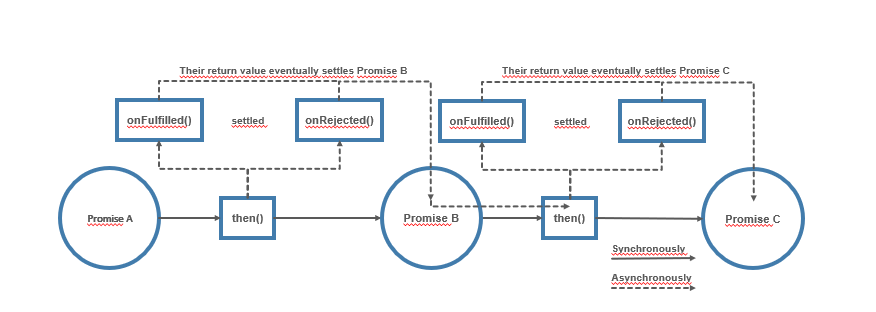 Their return value eventually settles Promise B
Their return value eventually settles Promise C
onFulfilled()
settled
onRejected()
onFulfilled()
settled
onRejected()
Promise A
then()
Promise B
then()
Promise C
Synchronously
Asynchronously